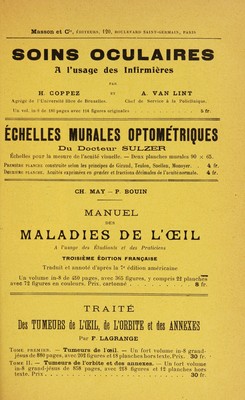 Masson et Cie, ÉDITEURS, 120, BOULEVARD SAINT-GERMAIN, PARIS
SOINS OCULAIRES
A l'usage des Infirmières
PAR
H. COPPEZ ET A. VAN LINT
Agrégé de l'Université libre de Bruxelles. Chef de Service à la Policlinique.
Un vol. in-8 de 160 pages avec 114 figures originales 5 fr.
ÉCHELLES MURALES OPTOMÉTRIQUES
Du Docteur SULZER
Échelles pour la mesure de l'acuité visuelle. — Deux planches murales 90 × 65.
PREMIÈRE PLANCHE construite selon les principes de Giraud, Teulon, Snellen, Monoyer. . 4 fr.
DEUXIÈME PLANCHE. Acuités exprimées en grades et fractions décimales de l'acuité normale. 4 fr.
CH. MAY — P. BOUIN
MANUEL
DES
MALADIES DE L'ŒIL
A l'usage des Étudiants et des Praticiens
TROISIÈME ÉDITION FRANÇAISE
Traduit et annoté d'après la 7e édition américaine
Un volume in-8 de 450 pages, avec 365 figures, y compris 22 planches
avec 72 figures en couleurs. Prix, cartonné 8 fr.
TRAITÉ
Des TUMEURS de L'ŒIL, de L'ORBITE et des ANNEXES
Par F. LAGRANGE
TOME PREMIER. — Tumeurs de l'œil. — Un fort volume in-8 grand-
jésus de 880 pages, avec 202 figures et 18 planches hors texte, Prix. 30 fr.
TOME II. — Tumeurs de l'orbite et des annexes. — Un fort volume
in-8 grand-jésus de 958 pages, avec 218 figures et 12 planches hors
texte. Prix 30 fr.